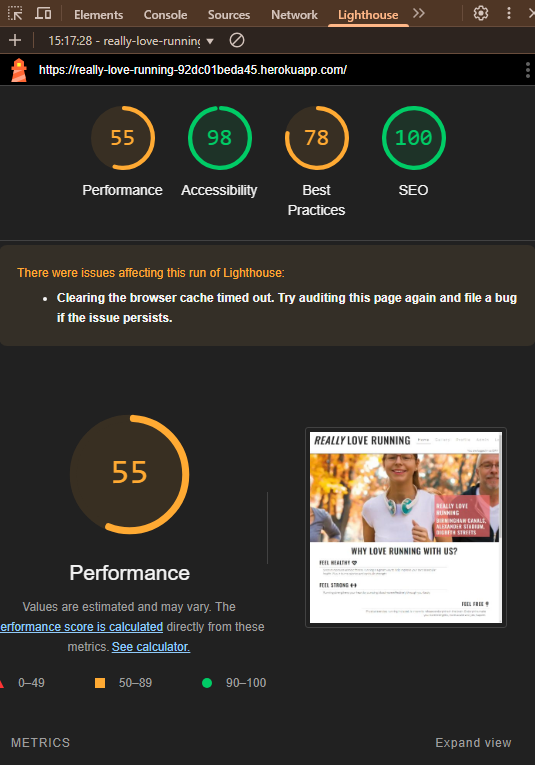 Elements Console Sources Network Lighthouse
15:17:28 - really-love-running
https://really-love-running-92dc01beda45.herokuapp.com/
55 98 78 100
Performance Accessibility Best Practices SEO
There were issues affecting this run of Lighthouse:
• Clearing the browser cache timed out. Try auditing this page again and file a bug
if the issue persists.
55
Performance
Values are estimated and may vary. The
erformance score is calculated directly from these
metrics. See calculator.
0–49 50–89 90–100
REALLY LOVE RUNNING Home
REALLY LOVE
RUNNING
BIRMINGHAM CANALS,
ALEXANDER STADIUM,
DIGBETH STREETS
WHY LOVE RUNNING WITH US?
FEEL HEALTHY
FEEL STRONG
FEEL FREE
METRICS Expand view